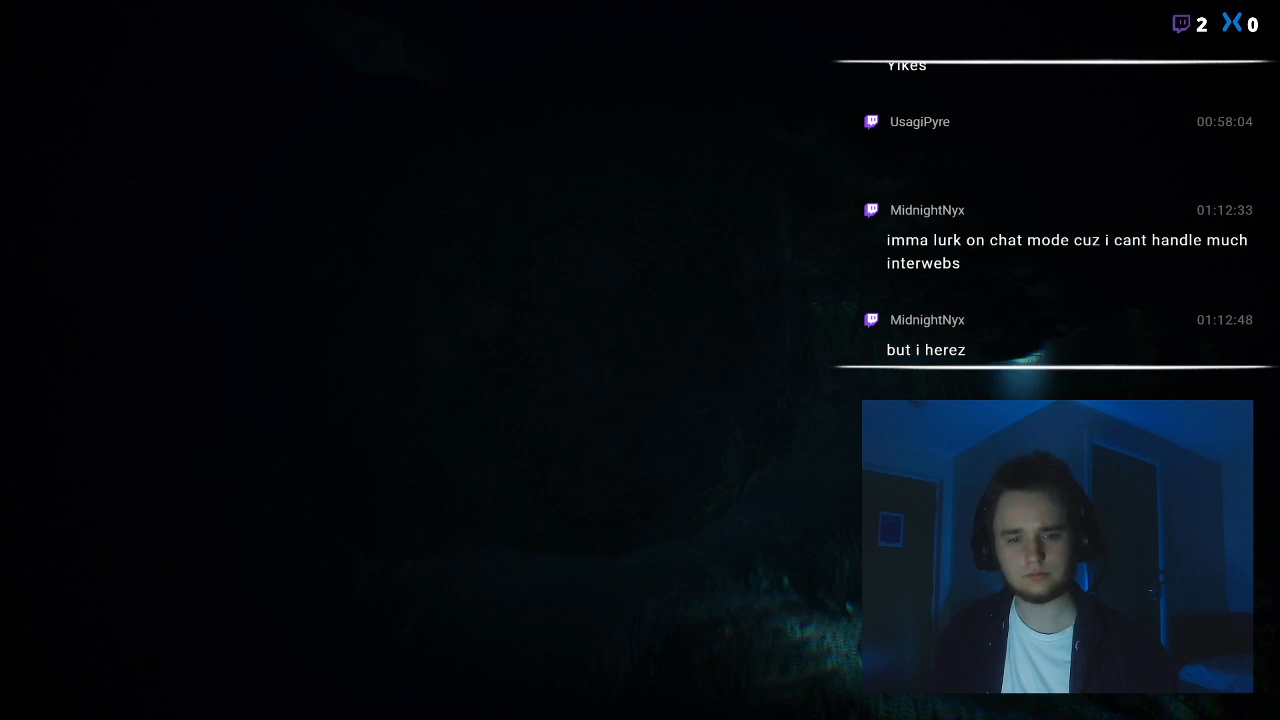 2 0
Yikes
UsagiPyre 00:58:04
MidnightNyx 01:12:33
imma lurk on chat mode cuz i cant handle much
interwebs
MidnightNyx 01:12:48
but i herez